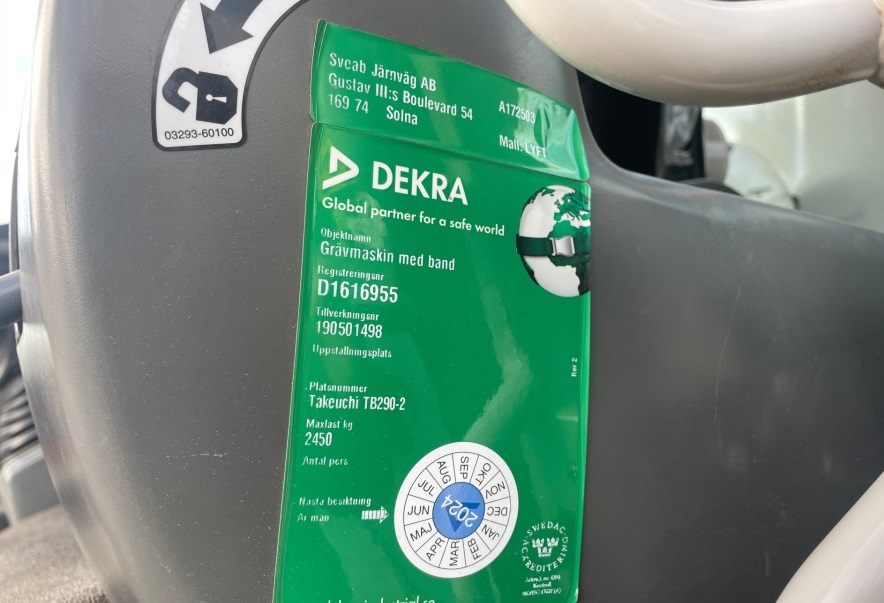 03293-60100
Sveab Järnväg AB
Gustav III:s Boulevard 54 A172503
169 74 Solna
Mall: LYFT
DEKRA
Global partner for a safe world
Objektnamn
Grävmaskin med band
Registreringsnr
D1616955
Tillverkningsnr
190501498
Uppställningsplats
Rev 2
Platsnummer
Takeuchi TB290-2
Maxlast kg
2450
Antal pers
Nästa besiktning
År mån
JAN FEB MAR APR MAJ JUN JUL AUG SEP OKT NOV DEC
2024
SWEDAC
ACKREDITERING